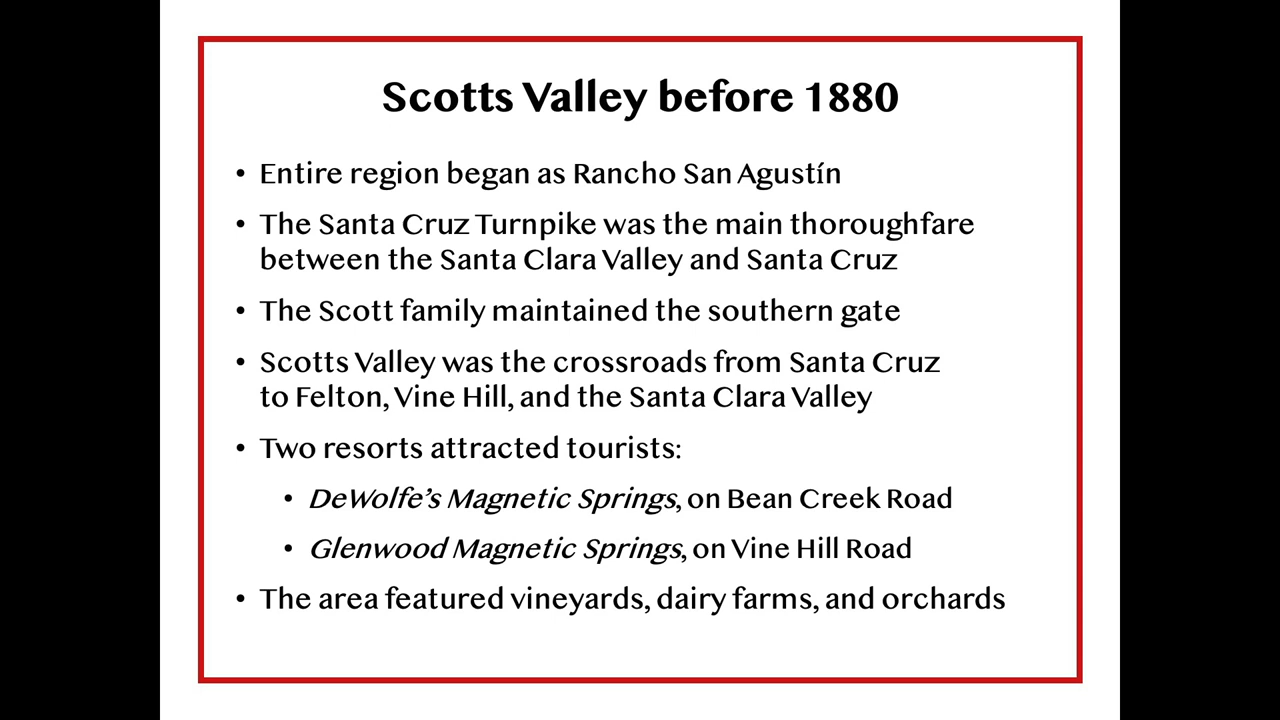 Scotts Valley before 1880
• Entire region began as Rancho San Agustín
• The Santa Cruz Turnpike was the main thoroughfare
between the Santa Clara Valley and Santa Cruz
• The Scott family maintained the southern gate
• Scotts Valley was the crossroads from Santa Cruz
to Felton, Vine Hill, and the Santa Clara Valley
• Two resorts attracted tourists:
• DeWolfe’s Magnetic Springs, on Bean Creek Road
• Glenwood Magnetic Springs, on Vine Hill Road
• The area featured vineyards, dairy farms, and orchards